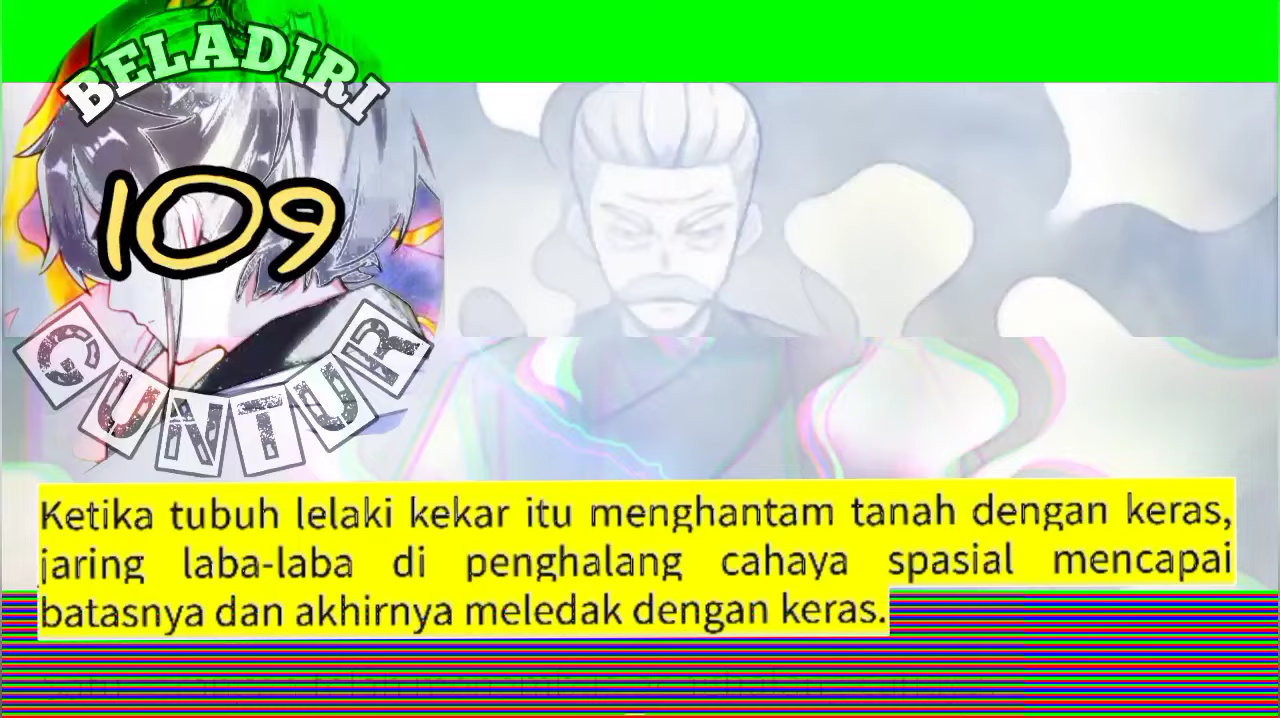 BELADIRI
109
GUNTUR
Ketika tubuh lelaki kekar itu menghantam tanah dengan keras,
jaring laba-laba di penghalang cahaya spasial mencapai
batasnya dan akhirnya meledak dengan keras.